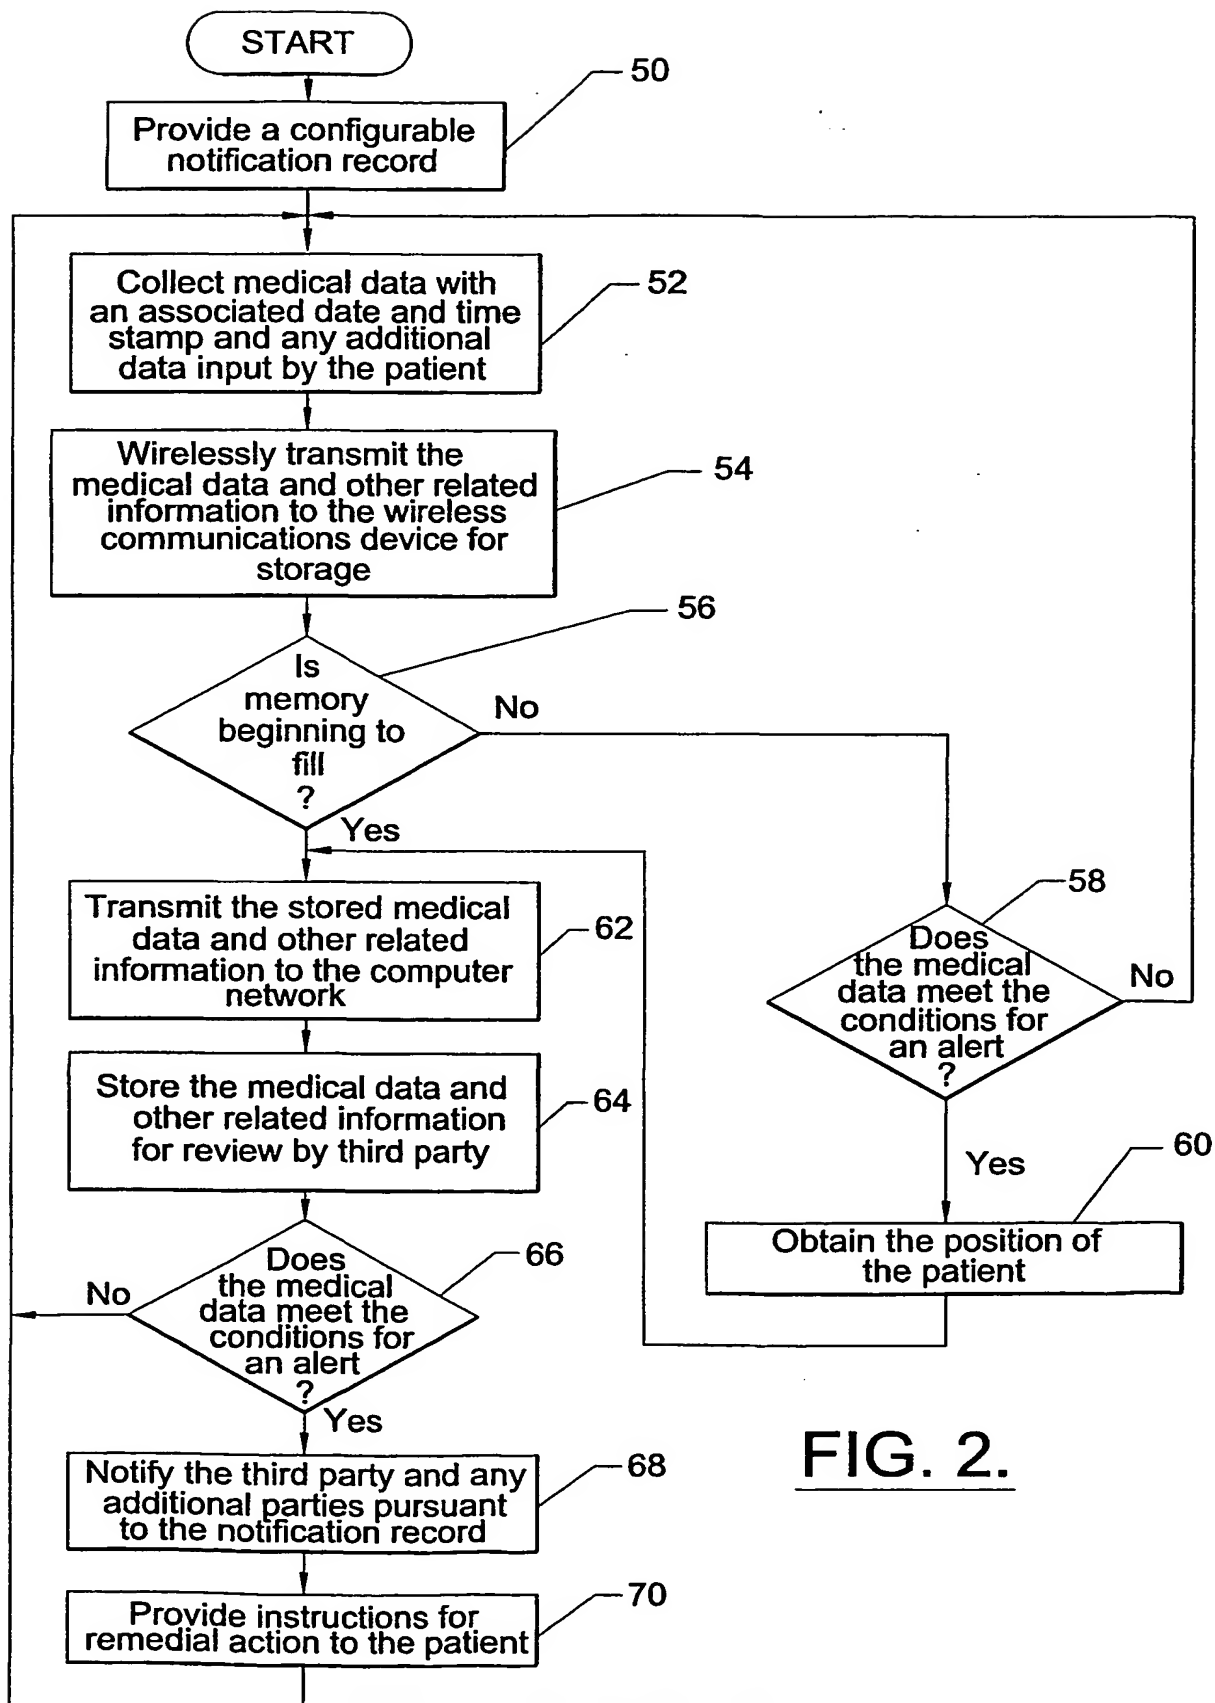 START
50
Provide a configurable
notification record
Collect medical data with
an associated date and time
stamp and any additional
data input by the patient
52
Wirelessly transmit the
medical data and other related
information to the wireless
communications device for
storage
54
56
Is
memory
beginning to
fill
?
No
Yes
Transmit the stored medical
data and other related
information to the computer
network
62
58
Does
the medical
data meet the
conditions for
an alert
?
No
Yes
Store the medical data and
other related information
for review by third party
64
60
Obtain the position of
the patient
66
Does
the medical
data meet the
conditions for
an alert
?
No
Yes
Notify the third party and any
additional parties pursuant
to the notification record
68
Provide instructions for
remedial action to the patient
70
FIG. 2.